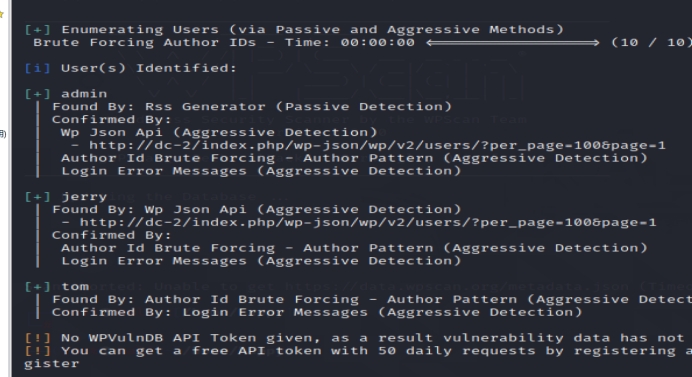 [+] Enumerating Users (via Passive and Aggressive Methods)
Brute Forcing Author IDs - Time: 00:00:00 <══════════════════> (10 / 10)
[i] User(s) Identified:
[+] admin
| Found By: Rss Generator (Passive Detection)
| Confirmed By:
| Wp Json Api (Aggressive Detection)
| - http://dc-2/index.php/wp-json/wp/v2/users/?per_page=100&page=1
| Author Id Brute Forcing - Author Pattern (Aggressive Detection)
| Login Error Messages (Aggressive Detection)
[+] jerry
| Found By: Wp Json Api (Aggressive Detection)
| - http://dc-2/index.php/wp-json/wp/v2/users/?per_page=100&page=1
| Confirmed By:
| Author Id Brute Forcing - Author Pattern (Aggressive Detection)
| Login Error Messages (Aggressive Detection)
[+] tom
| Found By: Author Id Brute Forcing - Author Pattern (Aggressive Detect
| Confirmed By: Login Error Messages (Aggressive Detection)
[!] No WPVulnDB API Token given, as a result vulnerability data has not
[!] You can get a free API token with 50 daily requests by registering a
gister